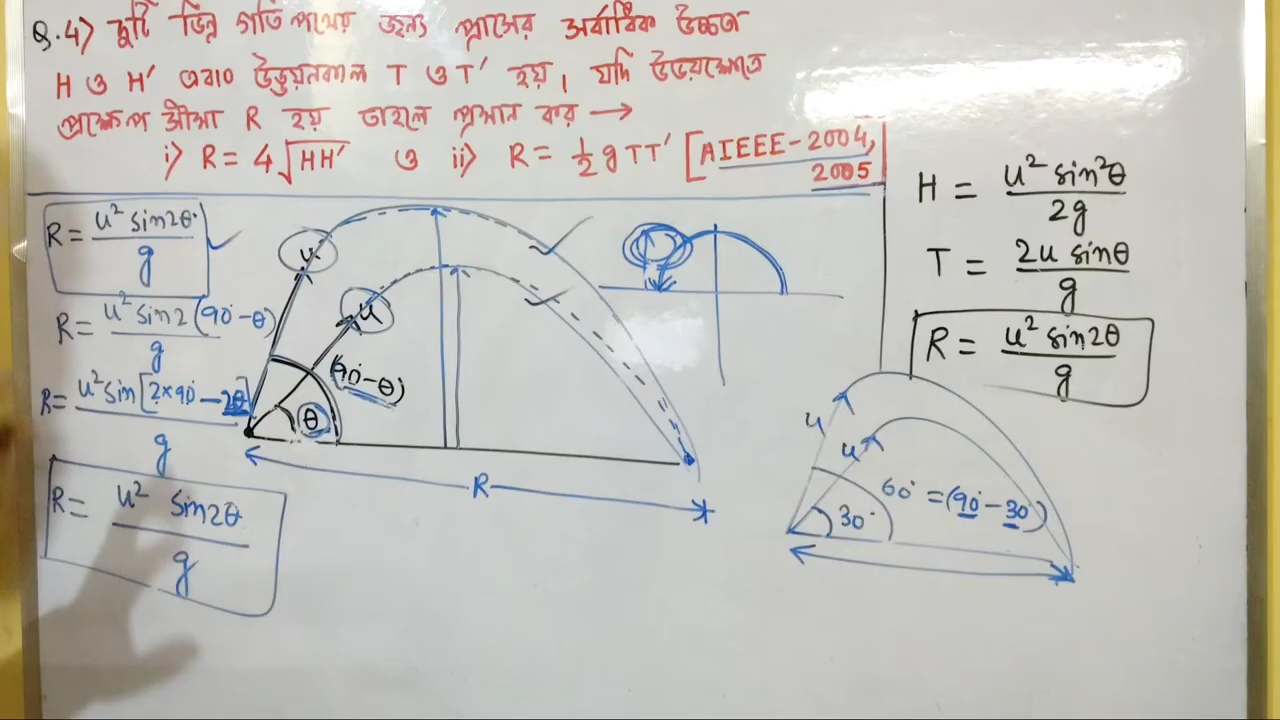 Q.4> দুটি ভিন্ন গতি পথের জন্য প্রাসের সর্বাধিক উচ্চতা
H ও H′ এবং উড্ডয়নকাল T ও T′ হয়, যদি উভয়ক্ষেত্রে
প্রক্ষেপ সীমা R হয় তাহলে প্রমান কর →
i> R = 4√HH′ ও ii> R = 1/2 g TT′ [AIEEE-2004,
2005
R = u² sin2θ / g
R = u² sin2(90°-θ) / g
R = u² sin[2×90° - 2θ] / g
R = u² sin2θ / g
u
u
(90°-θ)
θ
R
H = u² sin²θ / 2g
T = 2u sinθ / g
R = u² sin2θ / g
u
u
60° = (90° - 30°)
30°